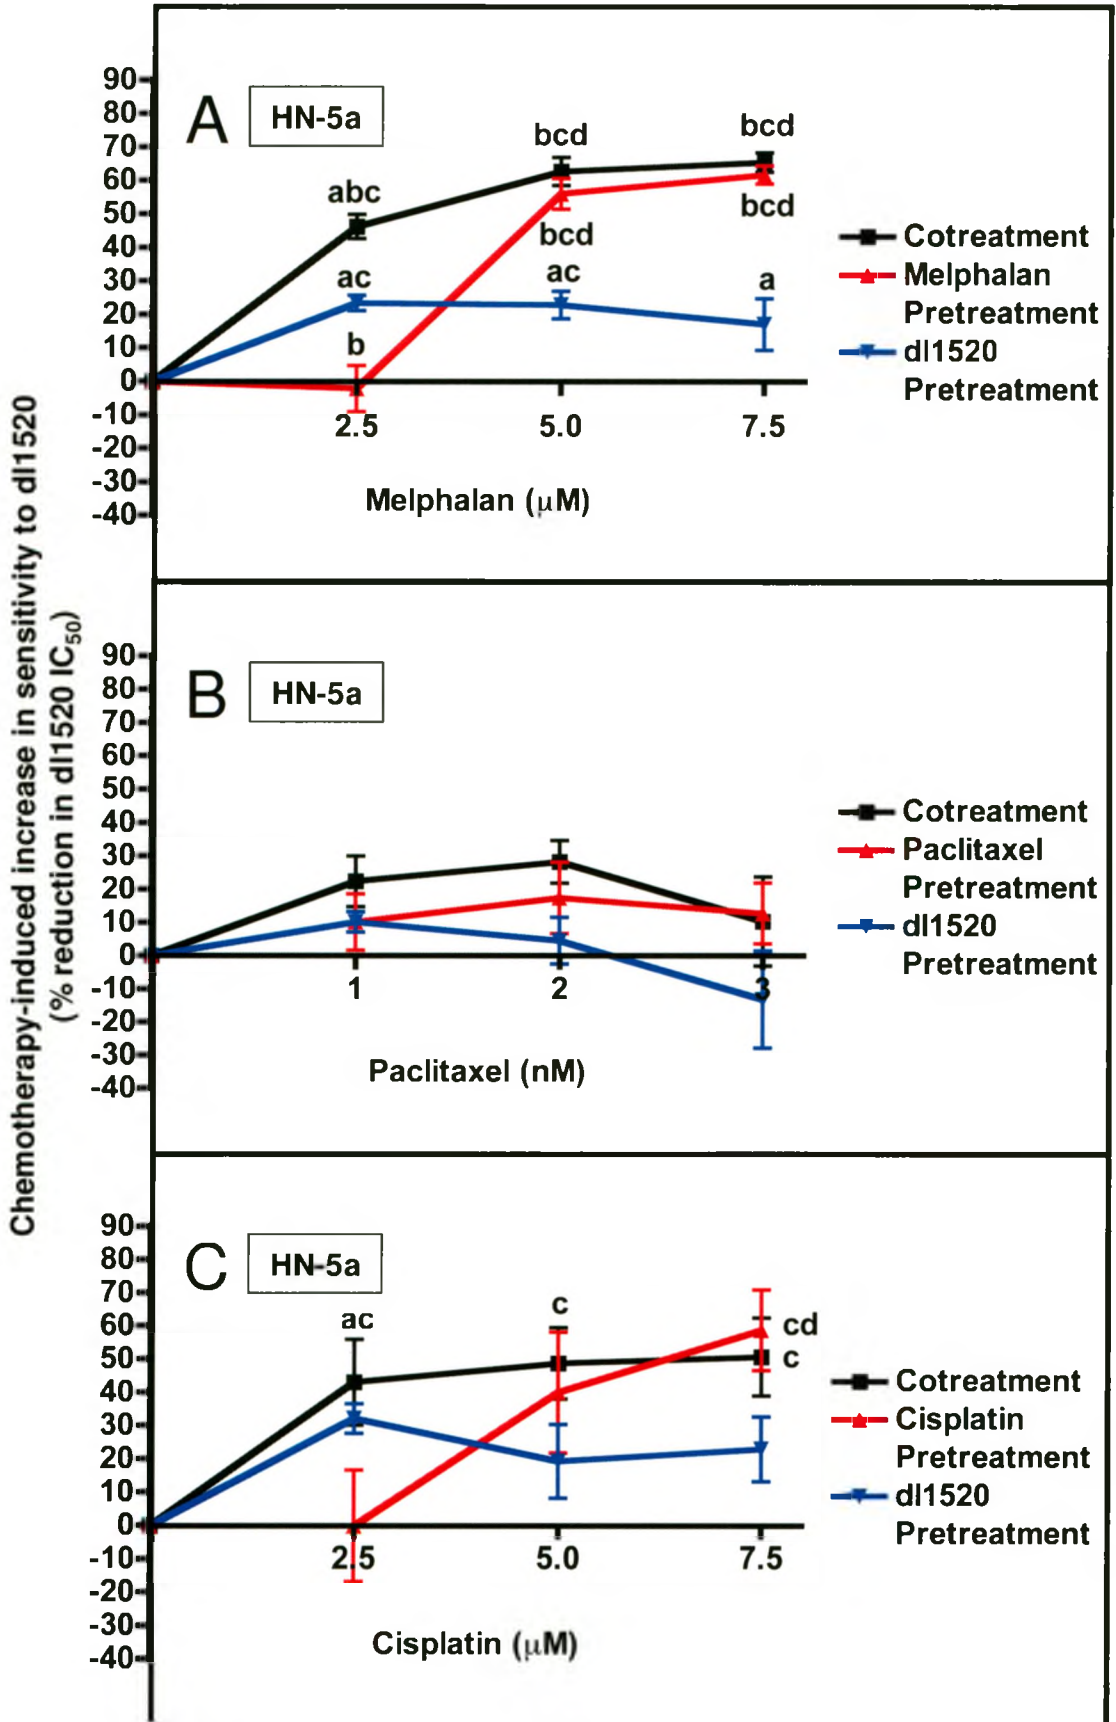 Chemotherapy-induced increase in sensitivity to dl1520
(% reduction in dl1520 IC50)
A
HN-5a
90
80
70
60
50
40
30
20
10
0
-10
-20
-30
-40
abc
bcd
bcd
ac
bcd
bcd
b
ac
a
2.5
5.0
7.5
Melphalan (μM)
Cotreatment
Melphalan
Pretreatment
dl1520
Pretreatment
B
HN-5a
90
80
70
60
50
40
30
20
10
0
-10
-20
-30
-40
1
2
3
Paclitaxel (nM)
Cotreatment
Paclitaxel
Pretreatment
dl1520
Pretreatment
C
HN-5a
90
80
70
60
50
40
30
20
10
0
-10
-20
-30
-40
ac
c
cd
c
2.5
5.0
7.5
Cisplatin (μM)
Cotreatment
Cisplatin
Pretreatment
dl1520
Pretreatment